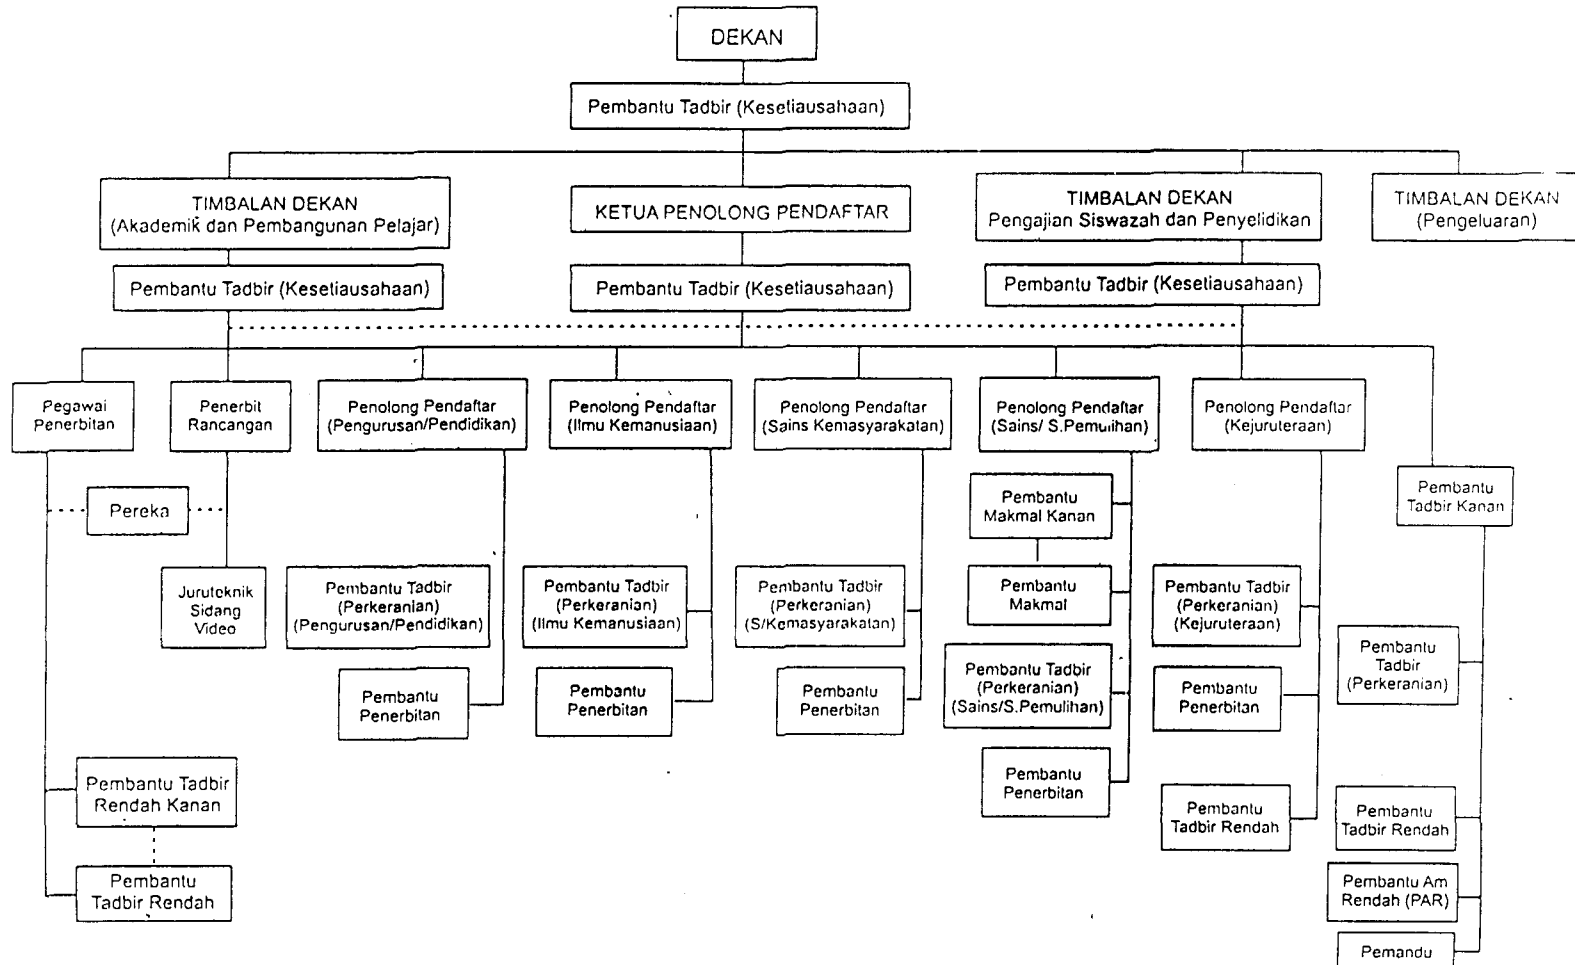 DEKAN
Pembantu Tadbir (Kesetiausahaan)
TIMBALAN DEKAN
(Akademik dan Pembangunan Pelajar)
KETUA PENOLONG PENDAFTAR
TIMBALAN DEKAN
Pengajian Siswazah dan Penyelidikan
TIMBALAN DEKAN
(Pengeluaran)
Pembantu Tadbir (Kesetiausahaan)
Pembantu Tadbir (Kesetiausahaan)
Pembantu Tadbir (Kesetiausahaan)
Pegawai
Penerbitan
Penerbit
Rancangan
Penolong Pendaftar
(Pengurusan/Pendidikan)
Penolong Pendaftar
(Ilmu Kemanusiaan)
Penolong Pendaftar
(Sains Kemasyarakatan)
Penolong Pendaftar
(Sains/ S.Pemulihan)
Penolong Pendaftar
(Kejuruteraan)
Pembantu
Tadbir Kanan
Pereka
Pembantu
Makmal Kanan
Juruteknik
Sidang
Video
Pembantu Tadbir
(Perkeranian)
(Pengurusan/Pendidikan)
Pembantu Tadbir
(Perkeranian)
(Ilmu Kemanusiaan)
Pembantu Tadbir
(Perkeranian)
(S/Kemasyarakatan)
Pembantu
Makmal
Pembantu Tadbir
(Perkeranian)
(Kejuruteraan)
Pembantu
Tadbir
(Perkeranian)
Pembantu
Penerbitan
Pembantu
Penerbitan
Pembantu
Penerbitan
Pembantu Tadbir
(Perkeranian)
(Sains/S.Pemulihan)
Pembantu
Penerbitan
Pembantu Tadbir
Rendah Kanan
Pembantu
Penerbitan
Pembantu
Tadbir Rendah
Pembantu
Tadbir Rendah
Pembantu
Tadbir Rendah
Pembantu Am
Rendah (PAR)
Pemandu